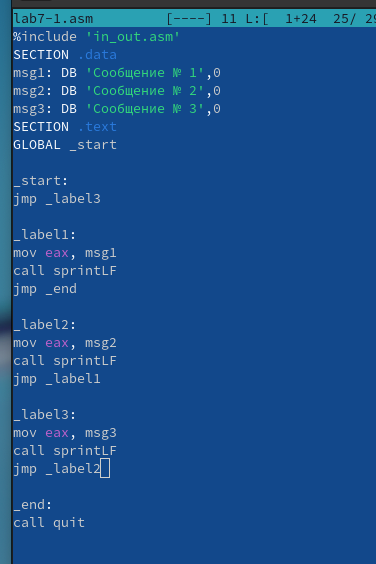 lab7-1.asm [----] 11 L:[ 1+24 25/ 29
%include 'in_out.asm'
SECTION .data
msg1: DB 'Сообщение № 1',0
msg2: DB 'Сообщение № 2',0
msg3: DB 'Сообщение № 3',0
SECTION .text
GLOBAL _start
_start:
jmp _label3
_label1:
mov eax, msg1
call sprintLF
jmp _end
_label2:
mov eax, msg2
call sprintLF
jmp _label1
_label3:
mov eax, msg3
call sprintLF
jmp _label2
_end:
call quit